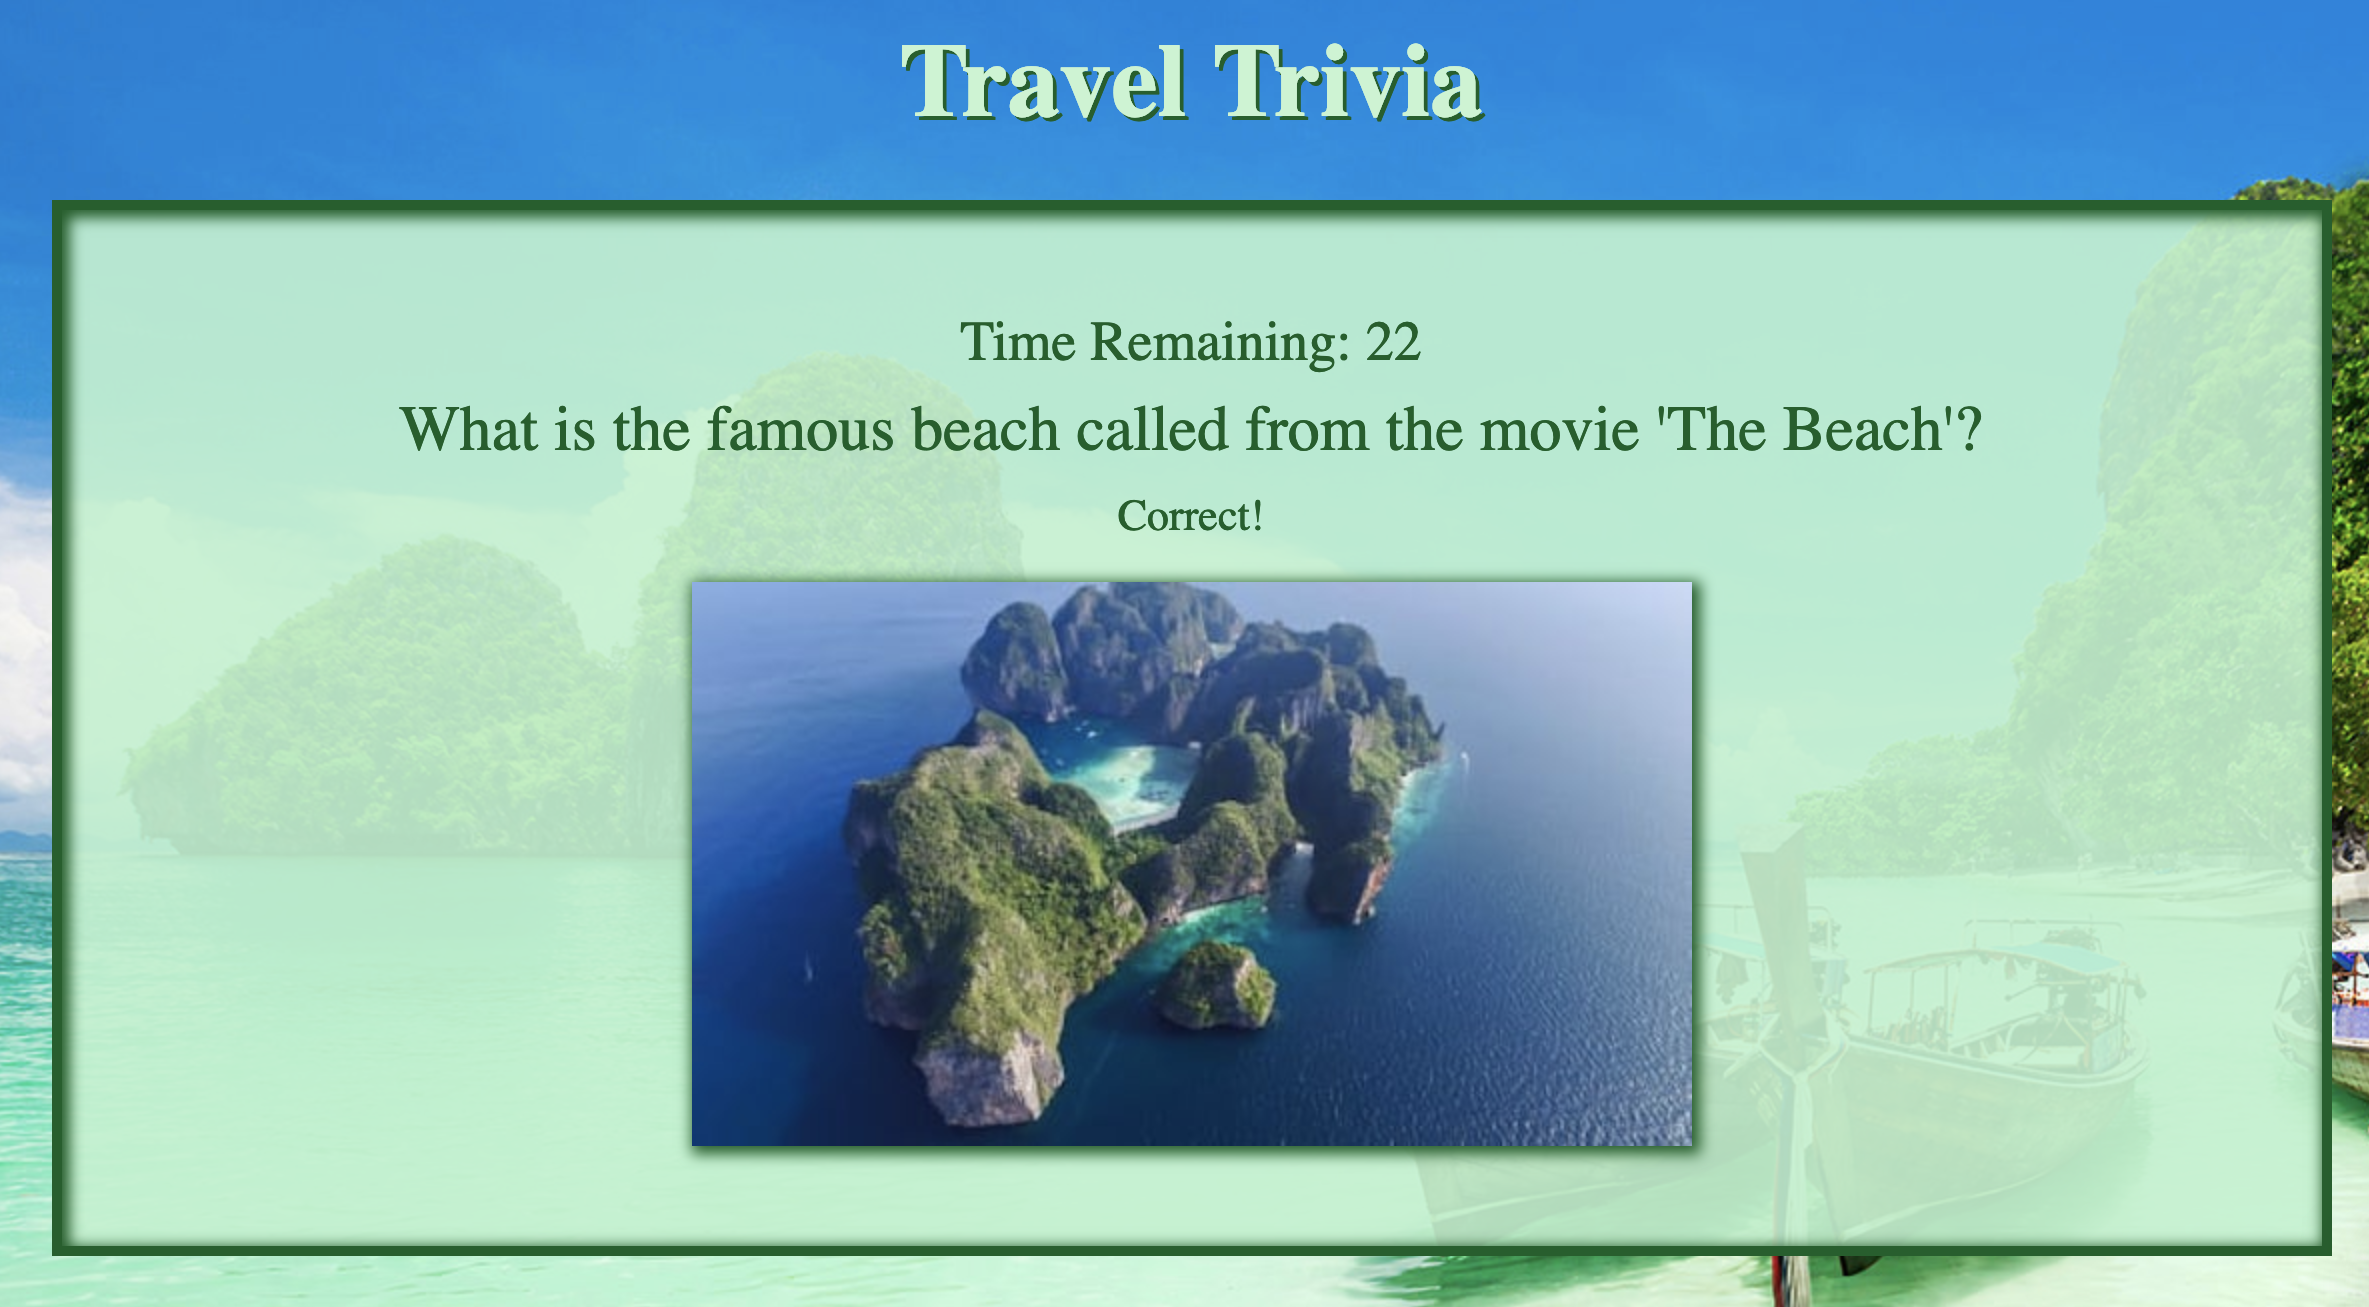 Travel Trivia
Time Remaining: 22
What is the famous beach called from the movie 'The Beach'?
Correct!